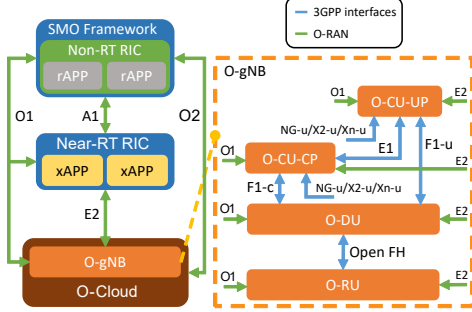 SMO Framework
Non-RT RIC
rAPP
rAPP
O1
A1
O2
Near-RT RIC
xAPP
xAPP
E2
O-gNB
O-Cloud
3GPP interfaces
O-RAN
O-gNB
O1
O-CU-UP
E2
NG-u/X2-u/Xn-u
E1
F1-u
O1
O-CU-CP
E2
F1-c
NG-u/X2-u/Xn-u
O1
O-DU
E2
Open FH
O1
O-RU
E2